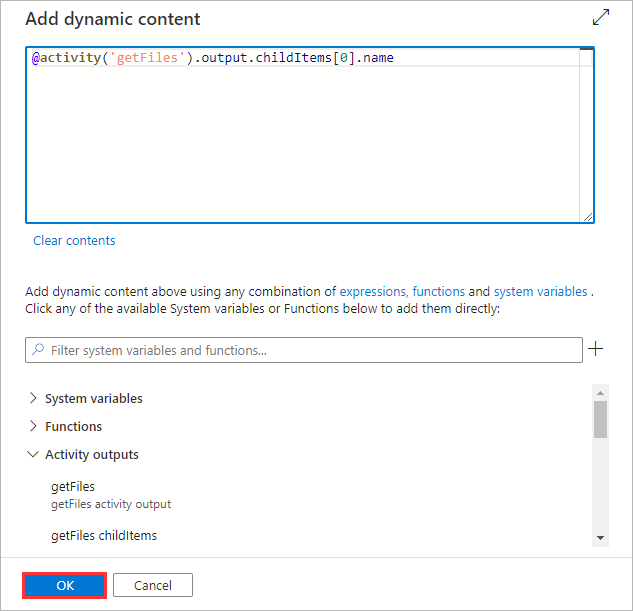 Add dynamic content
@activity('getFiles').output.childItems[0].name
Clear contents
Add dynamic content above using any combination of expressions, functions and system variables .
Click any of the available System variables or Functions below to add them directly:
Filter system variables and functions...
System variables
Functions
Activity outputs
getFiles
getFiles activity output
getFiles childItems
OK Cancel